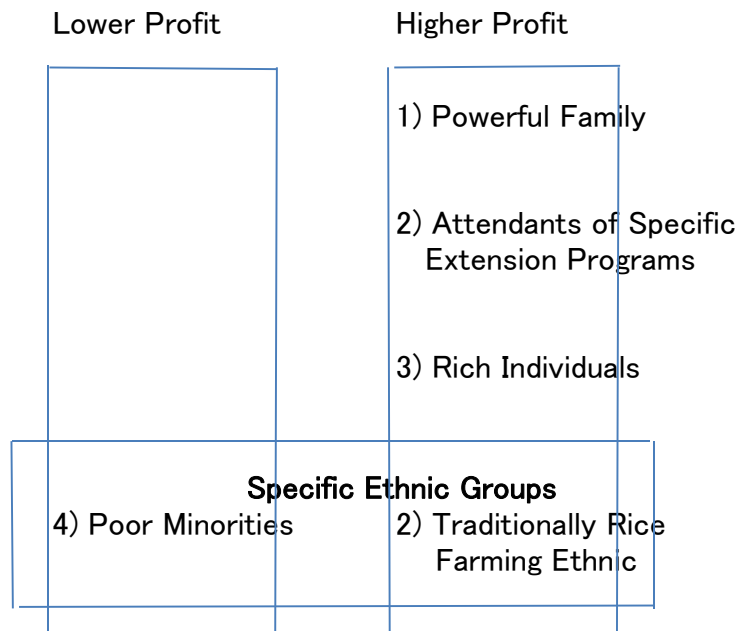 Lower Profit
Higher Profit
1) Powerful Family
2) Attendants of Specific
Extension Programs
3) Rich Individuals
Specific Ethnic Groups
4) Poor Minorities
2) Traditionally Rice
Farming Ethnic